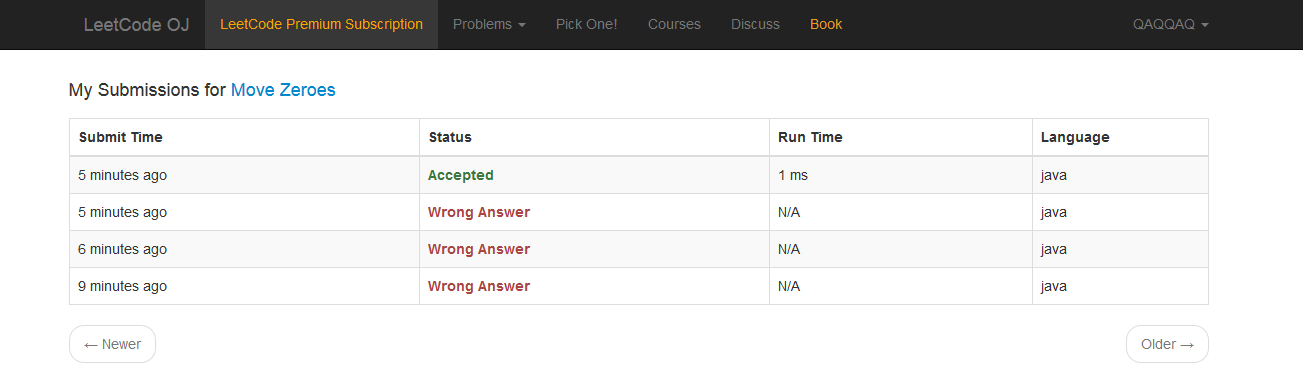 LeetCode OJ LeetCode Premium Subscription Problems Pick One! Courses Discuss Book QAQQAQ
My Submissions for Move Zeroes
Submit Time Status Run Time Language
5 minutes ago Accepted 1 ms java
5 minutes ago Wrong Answer N/A java
6 minutes ago Wrong Answer N/A java
9 minutes ago Wrong Answer N/A java
← Newer Older →